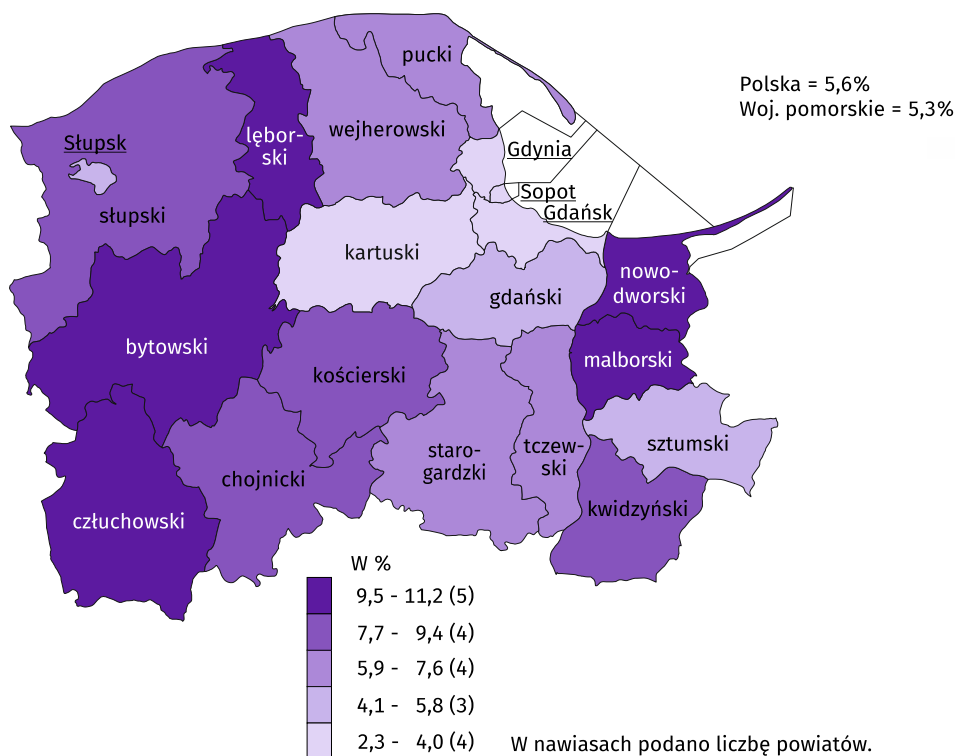 pucki
Polska = 5,6%
Woj. pomorskie = 5,3%
wejherowski
lębor-
ski
Słupsk
Gdynia
Sopot
Gdańsk
słupski
kartuski
nowo-
dworski
gdański
bytowski
malborski
kościerski
sztumski
staro-
gardzki
tczew-
ski
chojnicki
kwidzyński
człuchowski
W %
9,5 - 11,2 (5)
7,7 - 9,4 (4)
5,9 - 7,6 (4)
4,1 - 5,8 (3)
2,3 - 4,0 (4)
W nawiasach podano liczbę powiatów.